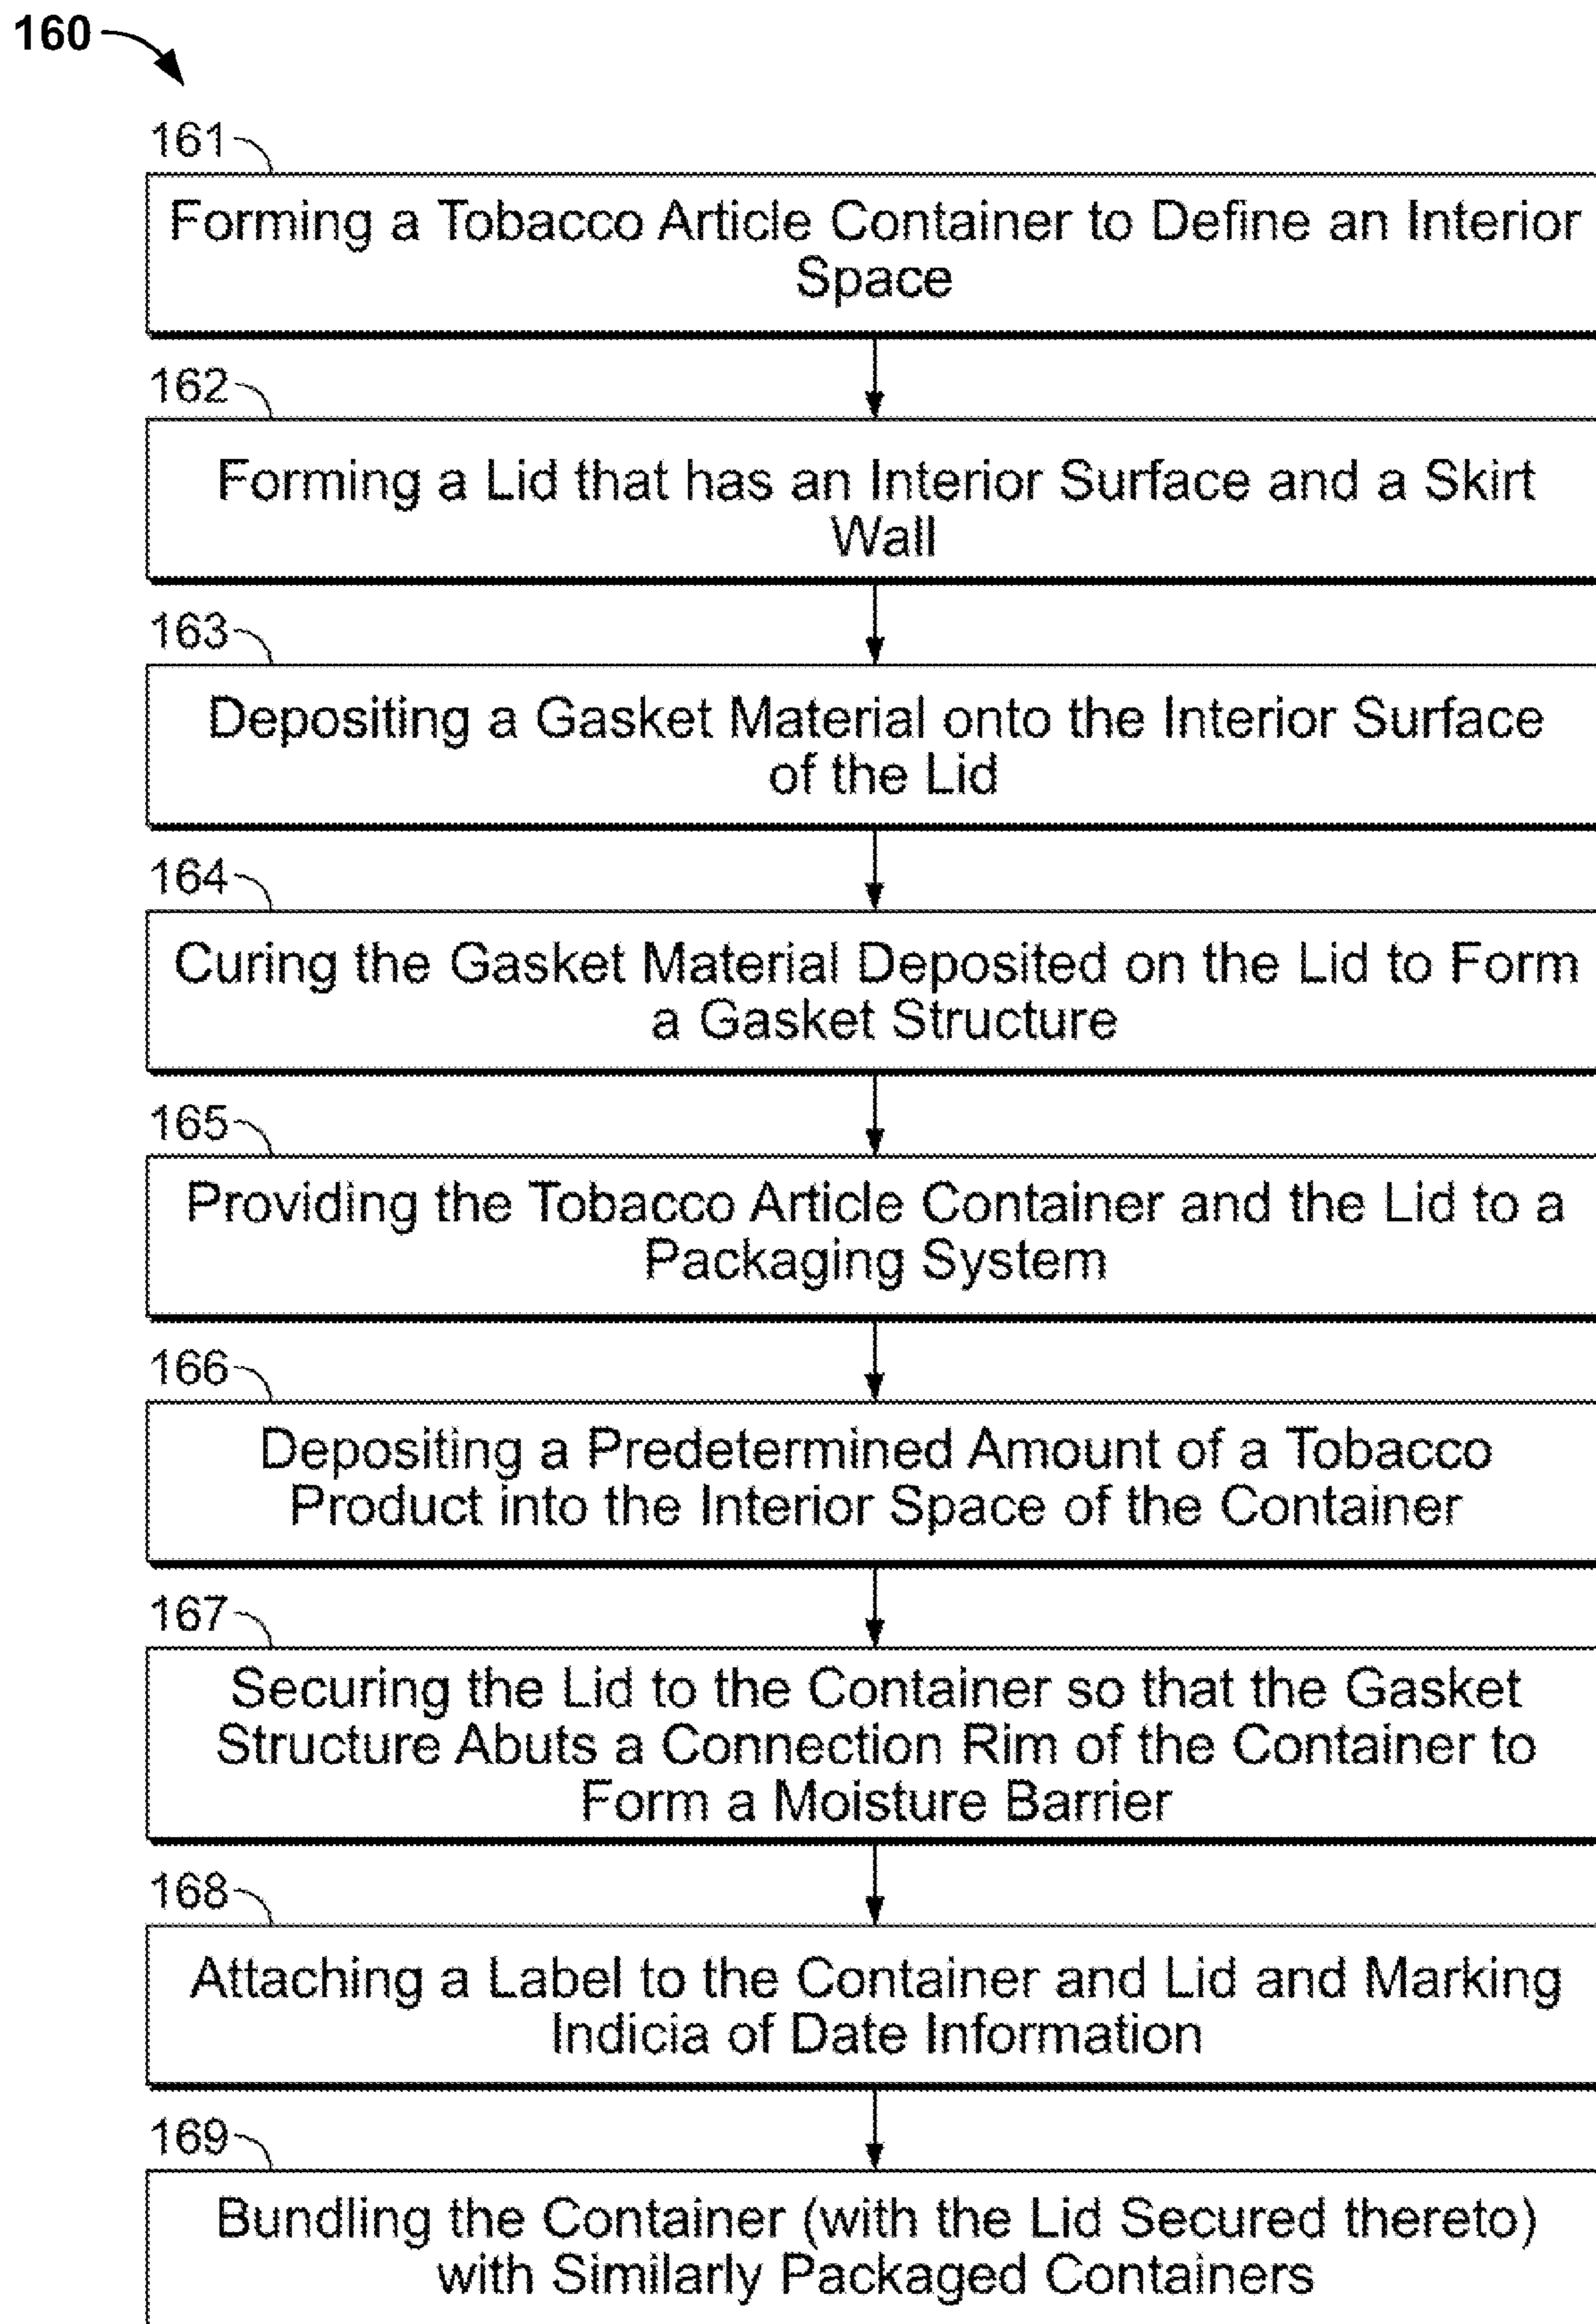 160
161
Forming a Tobacco Article Container to Define an Interior
Space
162
Forming a Lid that has an Interior Surface and a Skirt
Wall
163
Depositing a Gasket Material onto the Interior Surface
of the Lid
164
Curing the Gasket Material Deposited on the Lid to Form
a Gasket Structure
165
Providing the Tobacco Article Container and the Lid to a
Packaging System
166
Depositing a Predetermined Amount of a Tobacco
Product into the Interior Space of the Container
167
Securing the Lid to the Container so that the Gasket
Structure Abuts a Connection Rim of the Container to
Form a Moisture Barrier
168
Attaching a Label to the Container and Lid and Marking
Indicia of Date Information
169
Bundling the Container (with the Lid Secured thereto)
with Similarly Packaged Containers